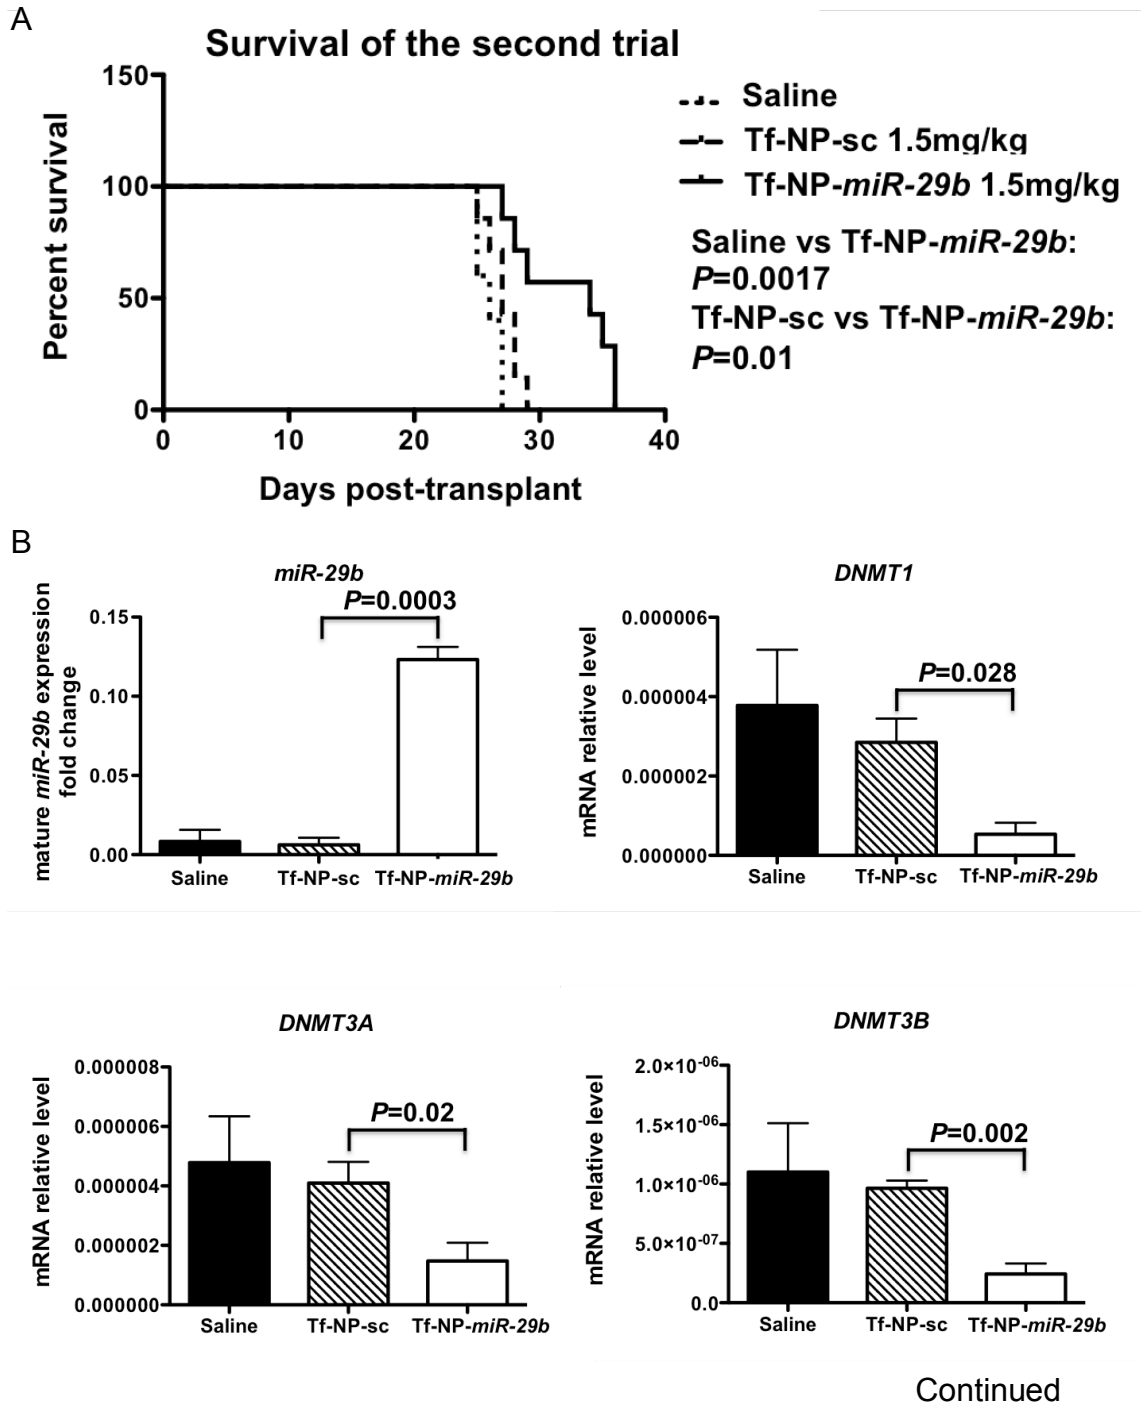 A
Survival of the second trial
150
100
50
0
Percent survival
0 10 20 30 40
Days post-transplant
Saline
Tf-NP-sc 1.5mg/kg
Tf-NP-miR-29b 1.5mg/kg
Saline vs Tf-NP-miR-29b:
P=0.0017
Tf-NP-sc vs Tf-NP-miR-29b:
P=0.01
B
miR-29b
P=0.0003
mature miR-29b expression
fold change
0.15
0.10
0.05
0.00
Saline Tf-NP-sc Tf-NP-miR-29b
DNMT1
P=0.028
mRNA relative level
0.000006
0.000004
0.000002
0.000000
Saline Tf-NP-sc Tf-NP-miR-29b
DNMT3A
P=0.02
mRNA relative level
0.000008
0.000006
0.000004
0.000002
0.000000
Saline Tf-NP-sc Tf-NP-miR-29b
DNMT3B
P=0.002
mRNA relative level
2.0×10-06
1.5×10-06
1.0×10-06
5.0×10-07
0.0
Saline Tf-NP-sc Tf-NP-miR-29b
Continued